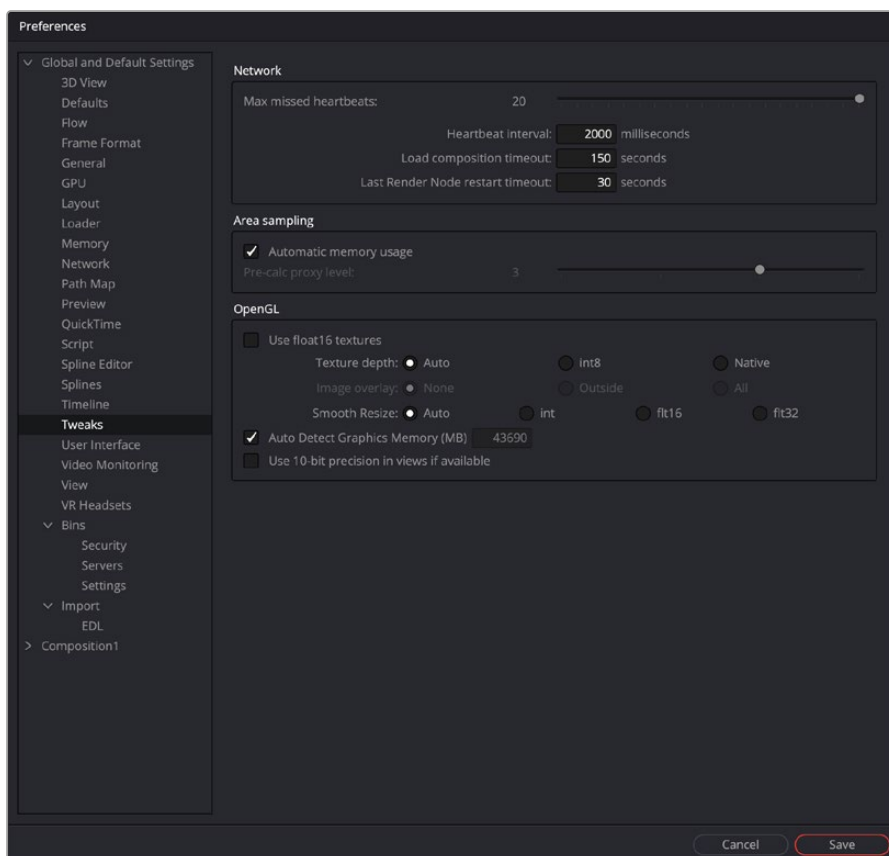 Preferences
Global and Default Settings
3D View
Defaults
Flow
Frame Format
General
GPU
Layout
Loader
Memory
Network
Path Map
Preview
QuickTime
Script
Spline Editor
Splines
Timeline
Tweaks
User Interface
Video Monitoring
View
VR Headsets
Bins
Security
Servers
Settings
Import
EDL
Composition1
Network
Max missed heartbeats: 20
Heartbeat interval: 2000 milliseconds
Load composition timeout: 150 seconds
Last Render Node restart timeout: 30 seconds
Area sampling
Automatic memory usage
Pre-calc proxy level: 3
OpenGL
Use float16 textures
Texture depth: Auto int8 Native
Image overlay: None Outside All
Smooth Resize: Auto int flt16 flt32
Auto Detect Graphics Memory (MB) 43690
Use 10-bit precision in views if available
Cancel Save